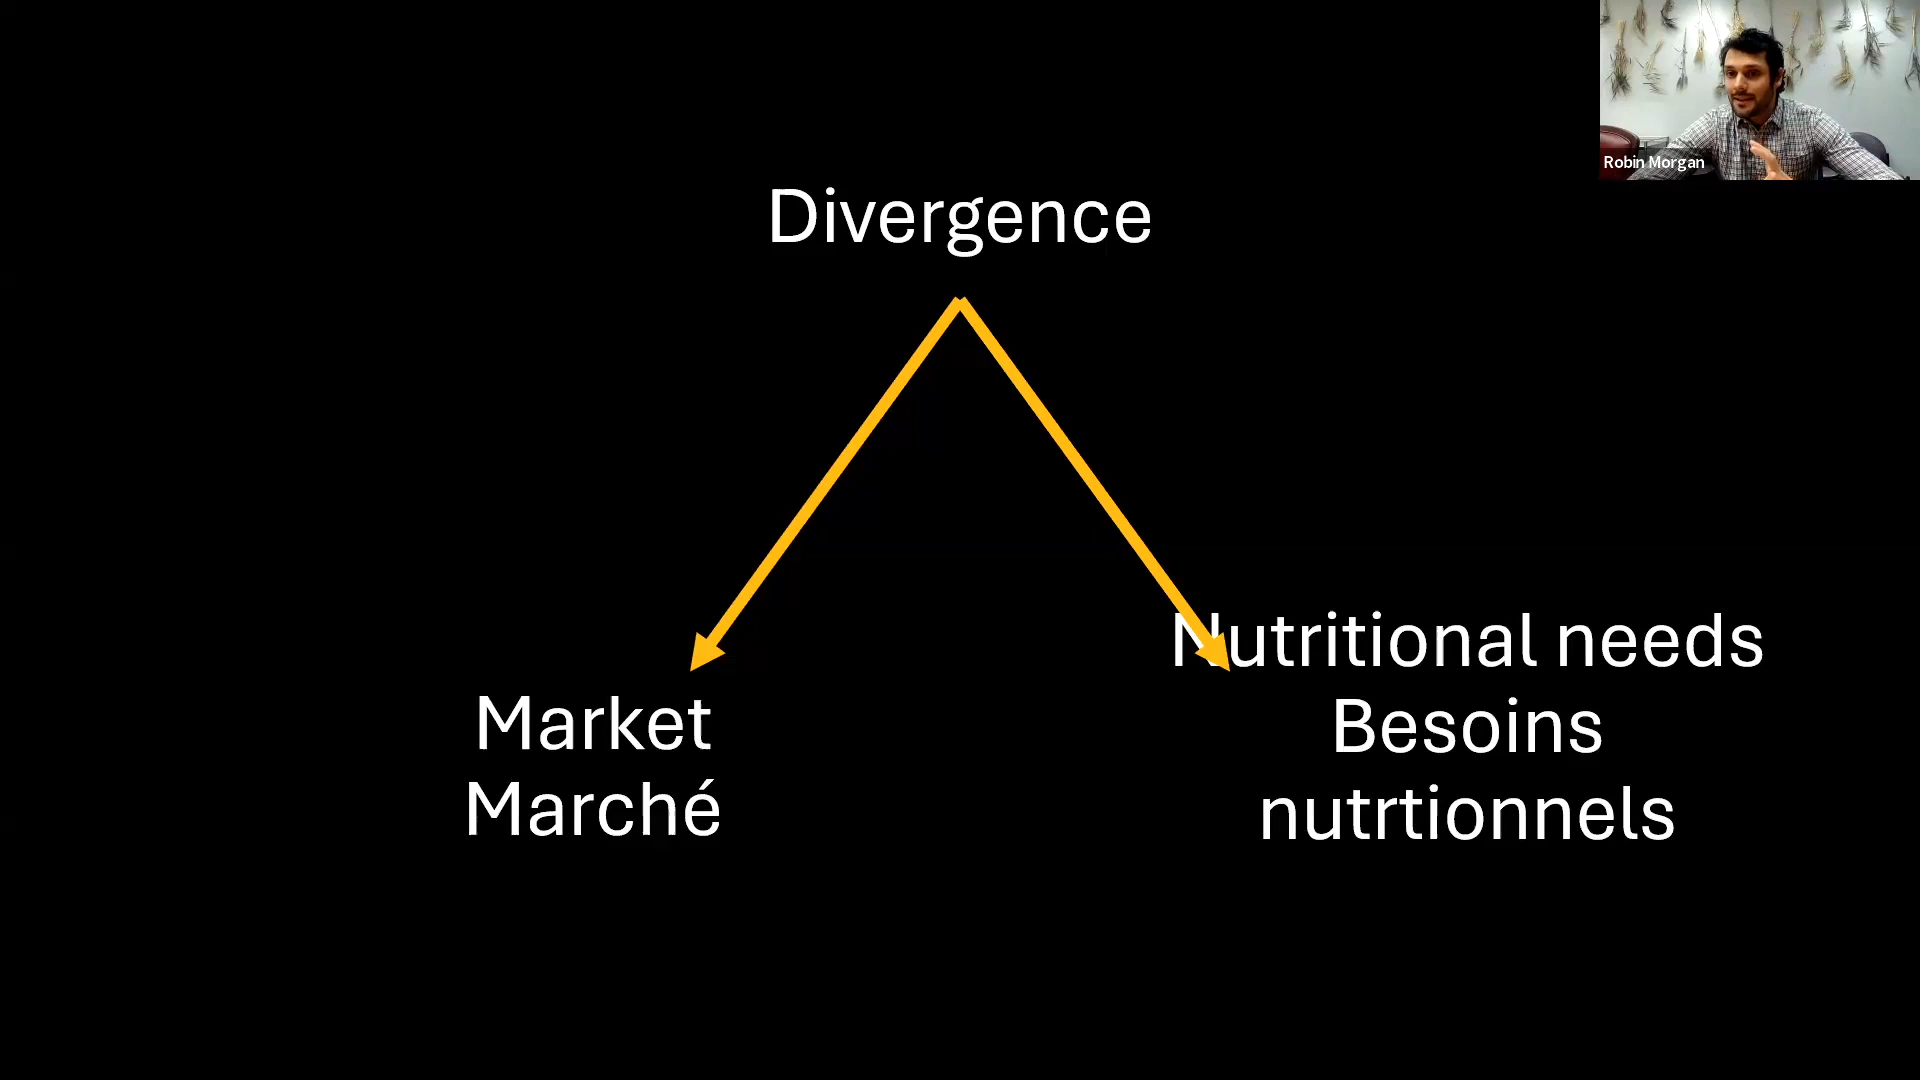 Robin Morgan
Divergence
Market
Marché
Nutritional needs
Besoins
nutrtionnels